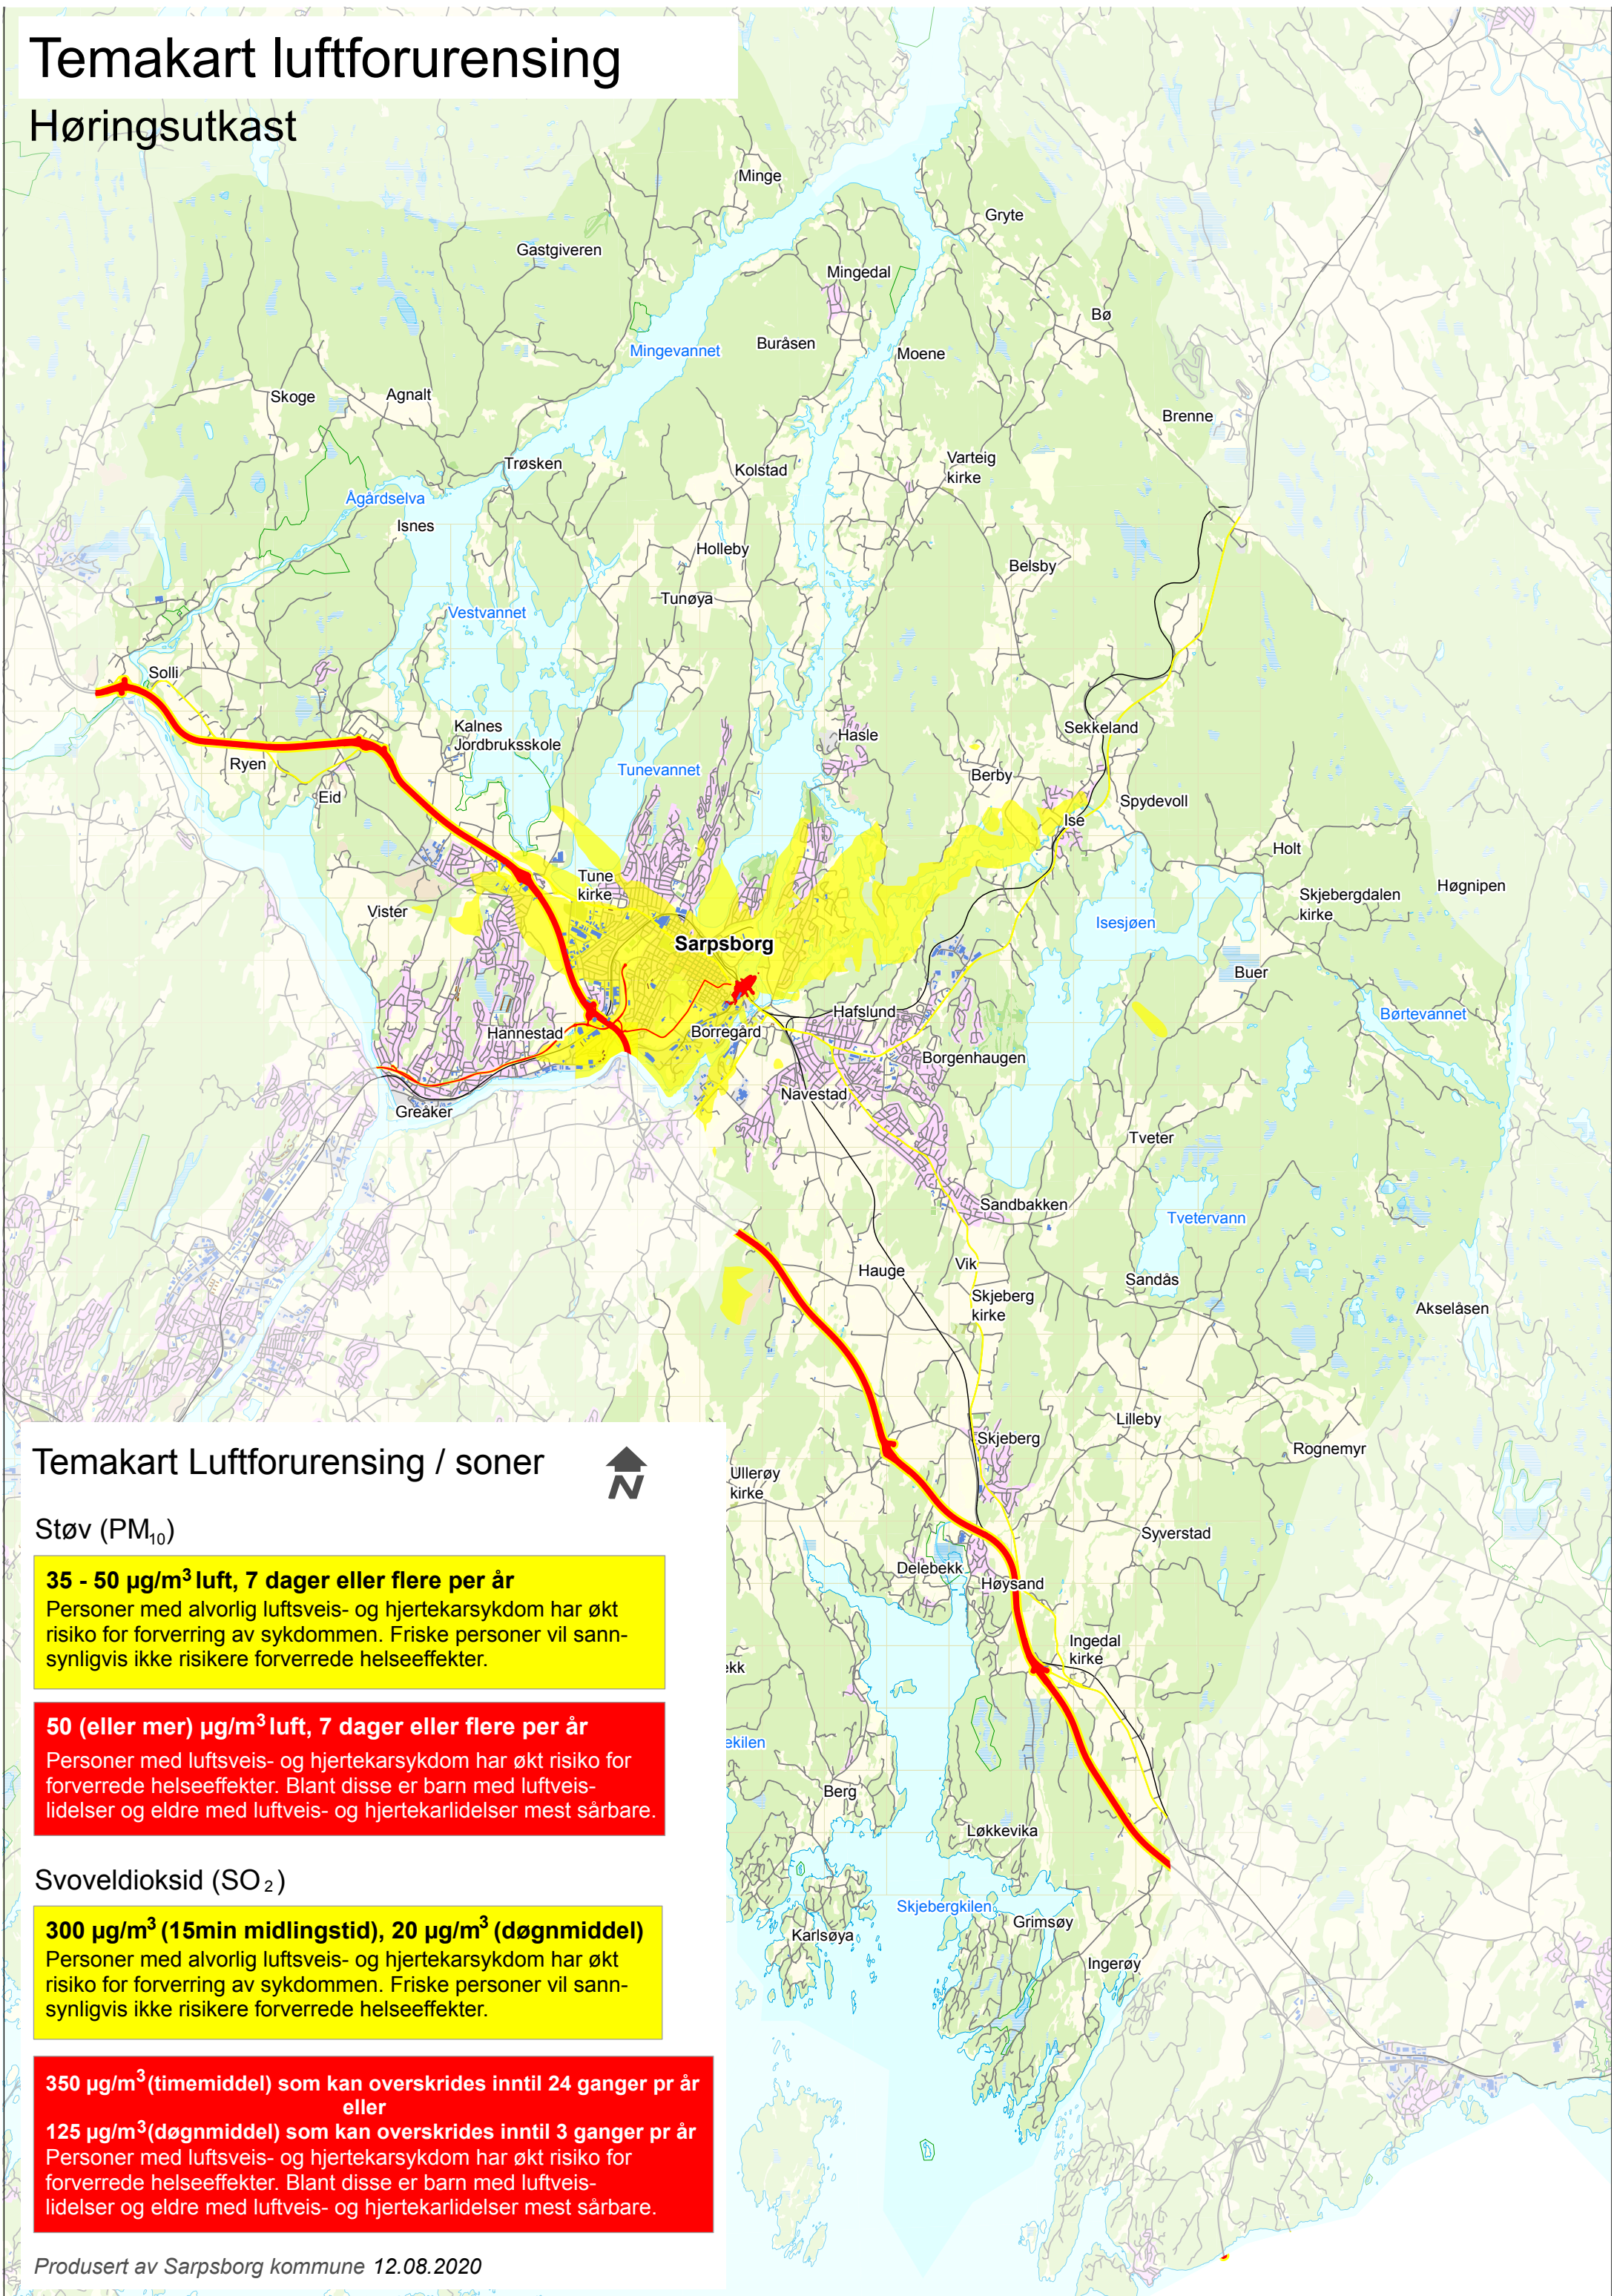 Temakart luftforurensing
Høringsutkast
Minge
Gryte
Gastgiveren
Mingedal
Bø
Mingevannet
Buråsen
Moene
Skoge
Agnalt
Brenne
Trøsken
Kolstad
Varteig
kirke
Ågårdselva
Isnes
Holleby
Belsby
Tunøya
Vestvannet
Solli
Kalnes
Jordbruksskole
Hasle
Sekkeland
Ryen
Tunevannet
Berby
Eid
Spydevoll
Ise
Holt
Tune
kirke
Høgnipen
Skjebergdalen
kirke
Vister
Isesjøen
Sarpsborg
Buer
Hafslund
Børtevannet
Hannestad
Borregård
Borgenhaugen
Navestad
Greåker
Tveter
Sandbakken
Tvetervann
Vik
Hauge
Sandås
Skjeberg
kirke
Akselåsen
Lilleby
Skjeberg
Rognemyr
Ullerøy
kirke
Syverstad
Delebekk
Høysand
Ingedal
kirke
ekk
ekilen
Berg
Løkkevika
Skjebergkilen
Grimsøy
Karlsøya
Ingerøy
Temakart Luftforurensing / soner
N
Støv (PM10)
35 - 50 µg/m3 luft, 7 dager eller flere per år
Personer med alvorlig luftsveis- og hjertekarsykdom har økt
risiko for forverring av sykdommen. Friske personer vil sann-
synligvis ikke risikere forverrede helseeffekter.
50 (eller mer) µg/m3 luft, 7 dager eller flere per år
Personer med luftsveis- og hjertekarsykdom har økt risiko for
forverrede helseeffekter. Blant disse er barn med luftveis-
lidelser og eldre med luftveis- og hjertekarlidelser mest sårbare.
Svoveldioksid (SO2)
300 µg/m3 (15min midlingstid), 20 µg/m3 (døgnmiddel)
Personer med alvorlig luftsveis- og hjertekarsykdom har økt
risiko for forverring av sykdommen. Friske personer vil sann-
synligvis ikke risikere forverrede helseeffekter.
350 µg/m3 (timemiddel) som kan overskrides inntil 24 ganger pr år
eller
125 µg/m3 (døgnmiddel) som kan overskrides inntil 3 ganger pr år
Personer med luftsveis- og hjertekarsykdom har økt risiko for
forverrede helseeffekter. Blant disse er barn med luftveis-
lidelser og eldre med luftveis- og hjertekarlidelser mest sårbare.
Produsert av Sarpsborg kommune 12.08.2020